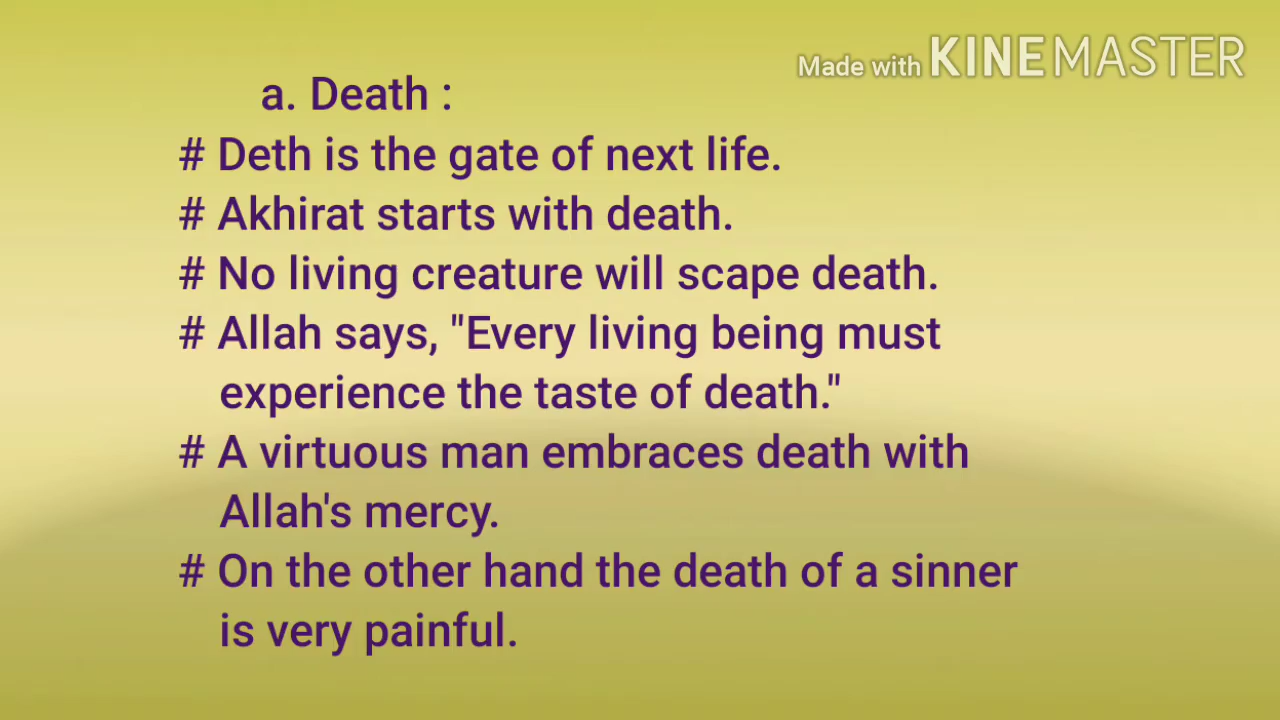 Made with KINEMASTER
a. Death :
# Deth is the gate of next life.
# Akhirat starts with death.
# No living creature will scape death.
# Allah says, "Every living being must
experience the taste of death."
# A virtuous man embraces death with
Allah's mercy.
# On the other hand the death of a sinner
is very painful.